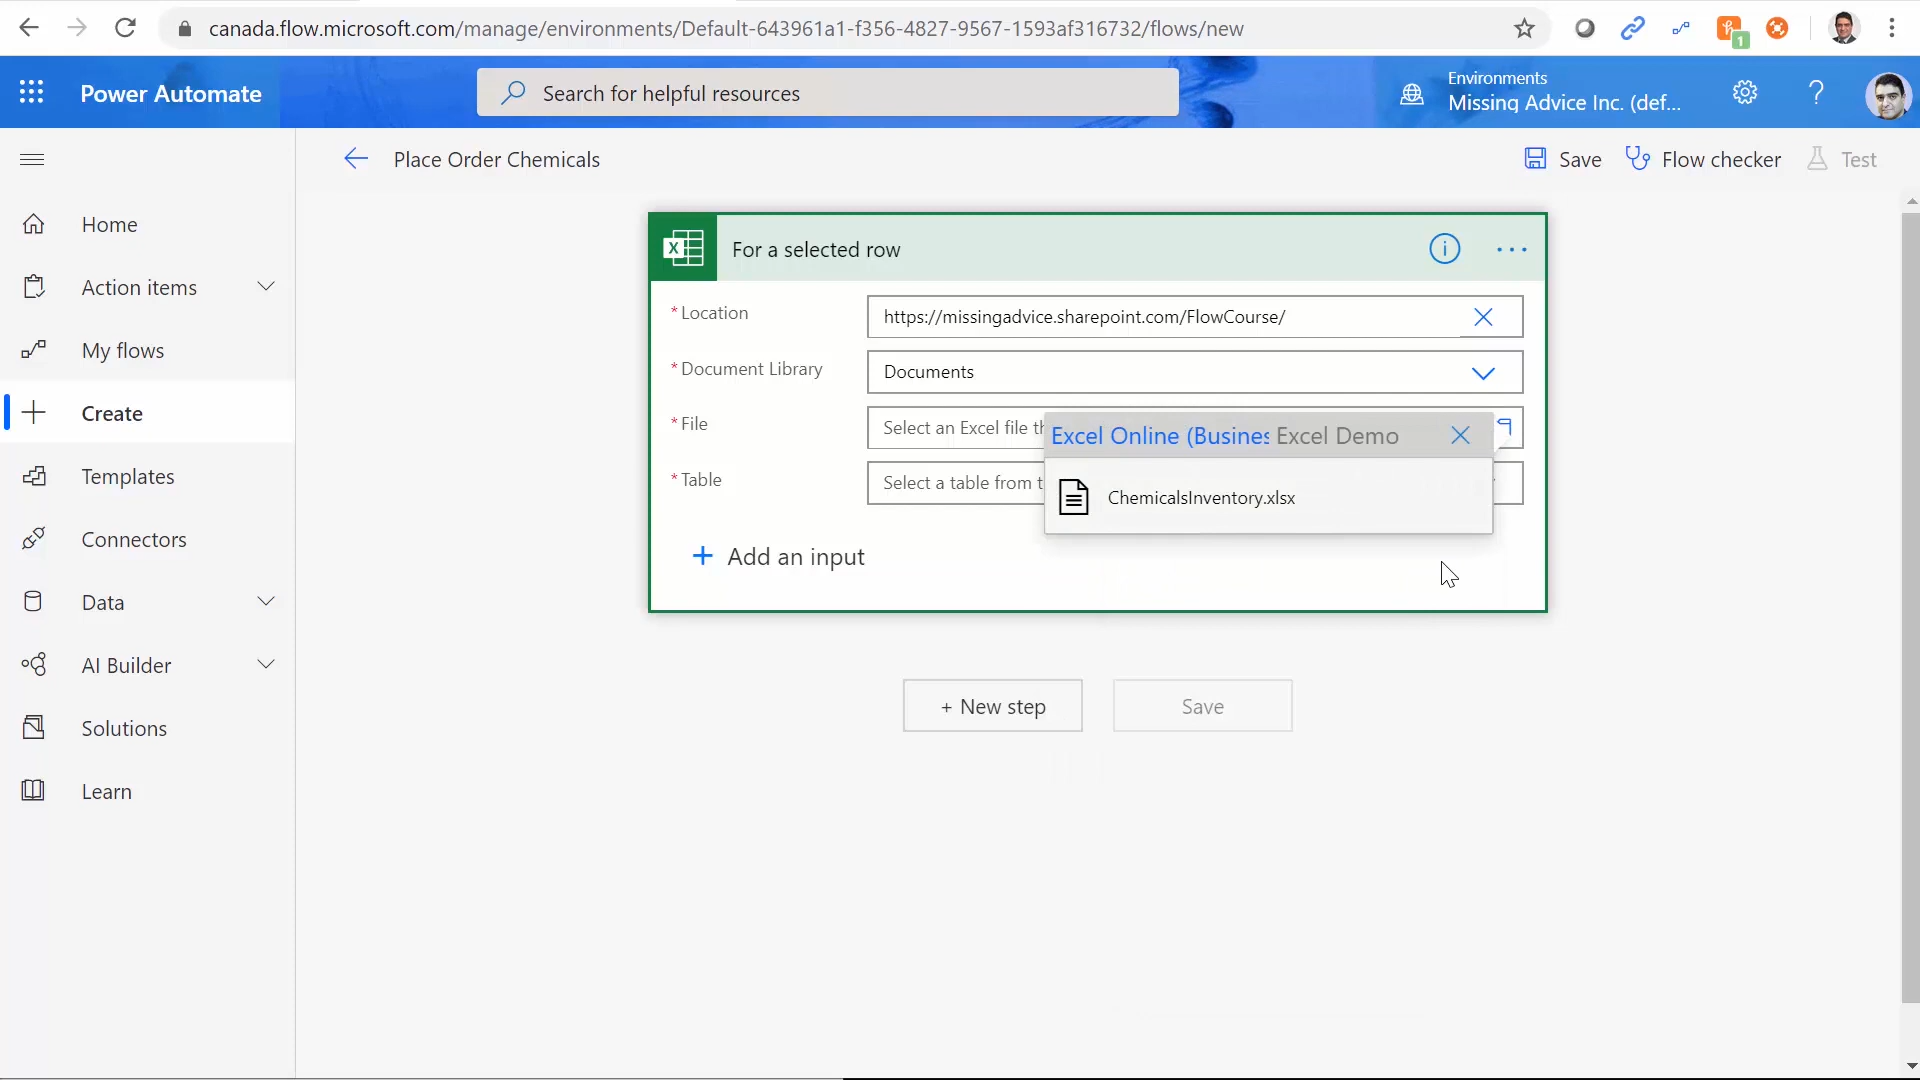 canada.flow.microsoft.com/manage/environments/Default-643961a1-f356-4827-9567-1593af316732/flows/new
1
Power Automate
Search for helpful resources
Environments
Missing Advice Inc. (def...
?
Place Order Chemicals
Save
Flow checker
Test
Home
Action items
My flows
Create
Templates
Connectors
Data
AI Builder
Solutions
Learn
X
For a selected row
i
...
* Location
https://missingadvice.sharepoint.com/FlowCourse/
* Document Library
Documents
* File
Select an Excel file th
Excel Online (Busines Excel Demo
* Table
Select a table from t
ChemicalsInventory.xlsx
+ Add an input
+ New step
Save